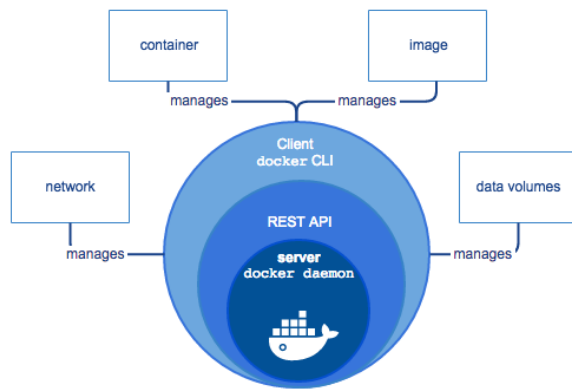 container
image
manages
manages
Client
docker CLI
network
data volumes
REST API
manages
manages
server
docker daemon